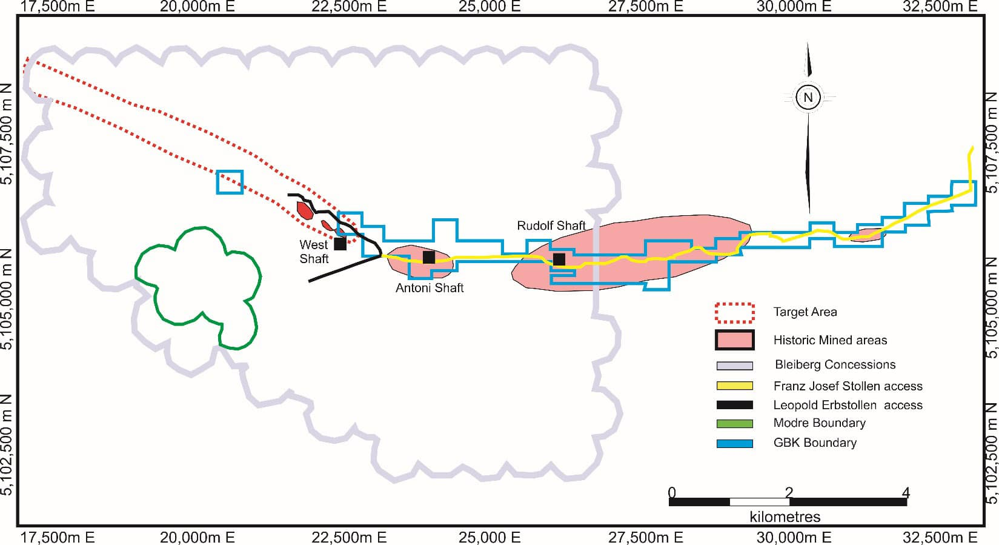 17,500m E 20,000m E 22,500m E 25,000 E 27,500m E 30,000m E 32,500m E
5,107,500 m N
5,105,000 m N
5,102,500 m N
5,107,500 m N
5,105,000 m N
5,102,500 m N
N
Rudolf Shaft
West
Shaft
Antoni Shaft
Target Area
Historic Mined areas
Bleiberg Concessions
Franz Josef Stollen access
Leopold Erbstollen access
Modre Boundary
GBK Boundary
0 2 4
kilometres
17,500m E 20,000m E 22,500m E 25,000 E 27,500m E 30,000m E 32,500m E